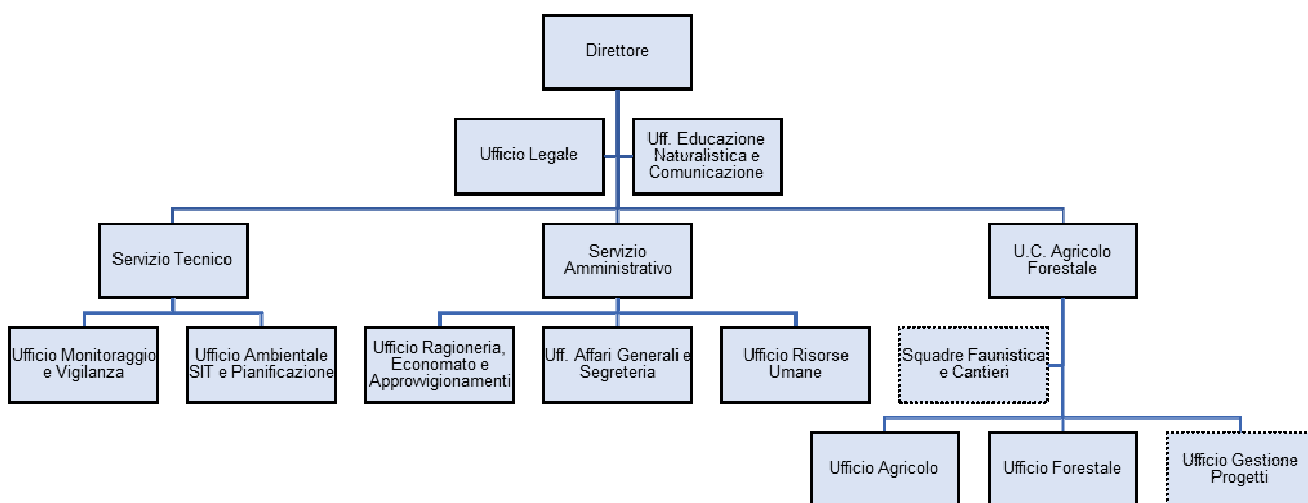 Direttore
Ufficio Legale
Uff. Educazione
Naturalistica e
Comunicazione
Servizio Tecnico
Servizio
Amministrativo
U.C. Agricolo
Forestale
Ufficio Monitoraggio
e Vigilanza
Ufficio Ambientale
SIT e Pianificazione
Ufficio Ragioneria,
Economato e
Approvvigionamenti
Uff. Affari Generali e
Segreteria
Ufficio Risorse
Umane
Squadre Faunistica
e Cantieri
Ufficio Agricolo
Ufficio Forestale
Ufficio Gestione
Progetti